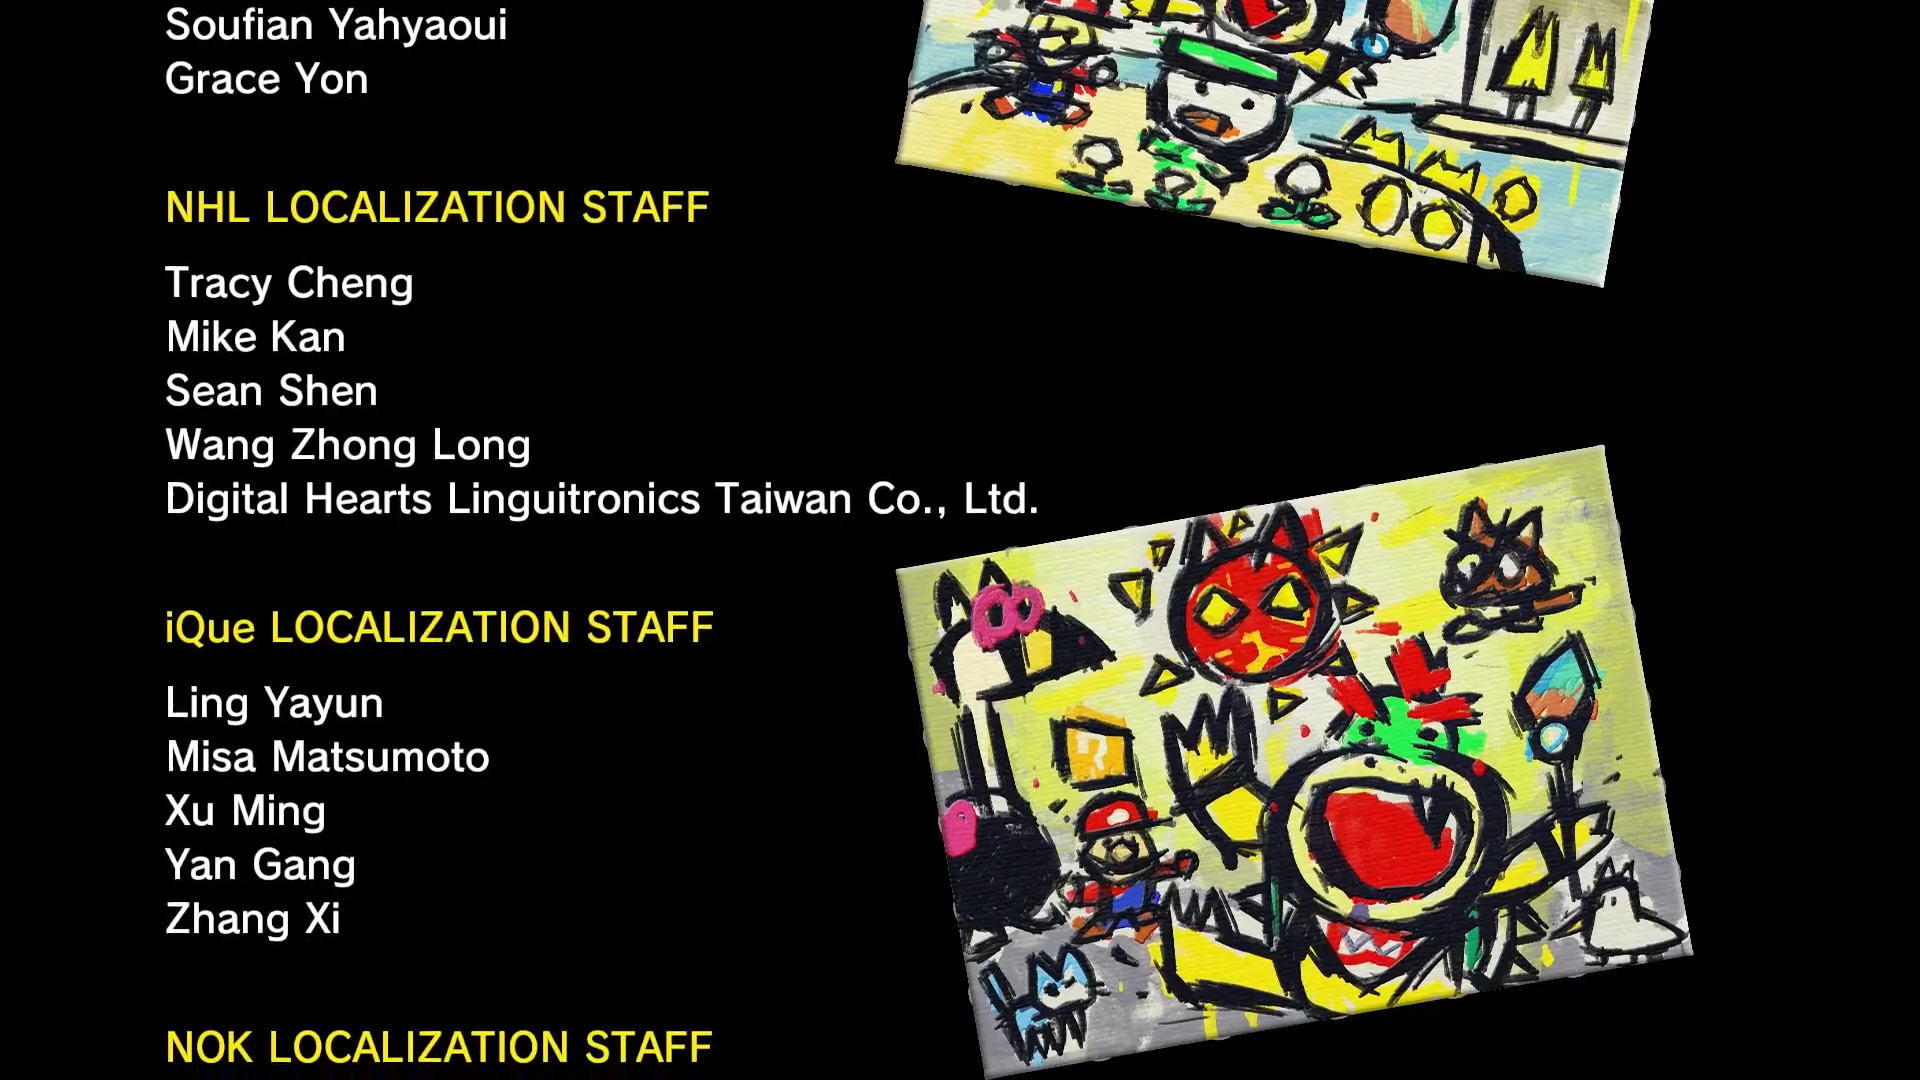 Soufian Yahyaoui
Grace Yon
NHL LOCALIZATION STAFF
Tracy Cheng
Mike Kan
Sean Shen
Wang Zhong Long
Digital Hearts Linguitronics Taiwan Co., Ltd.
iQue LOCALIZATION STAFF
Ling Yayun
Misa Matsumoto
Xu Ming
Yan Gang
Zhang Xi
NOK LOCALIZATION STAFF
?